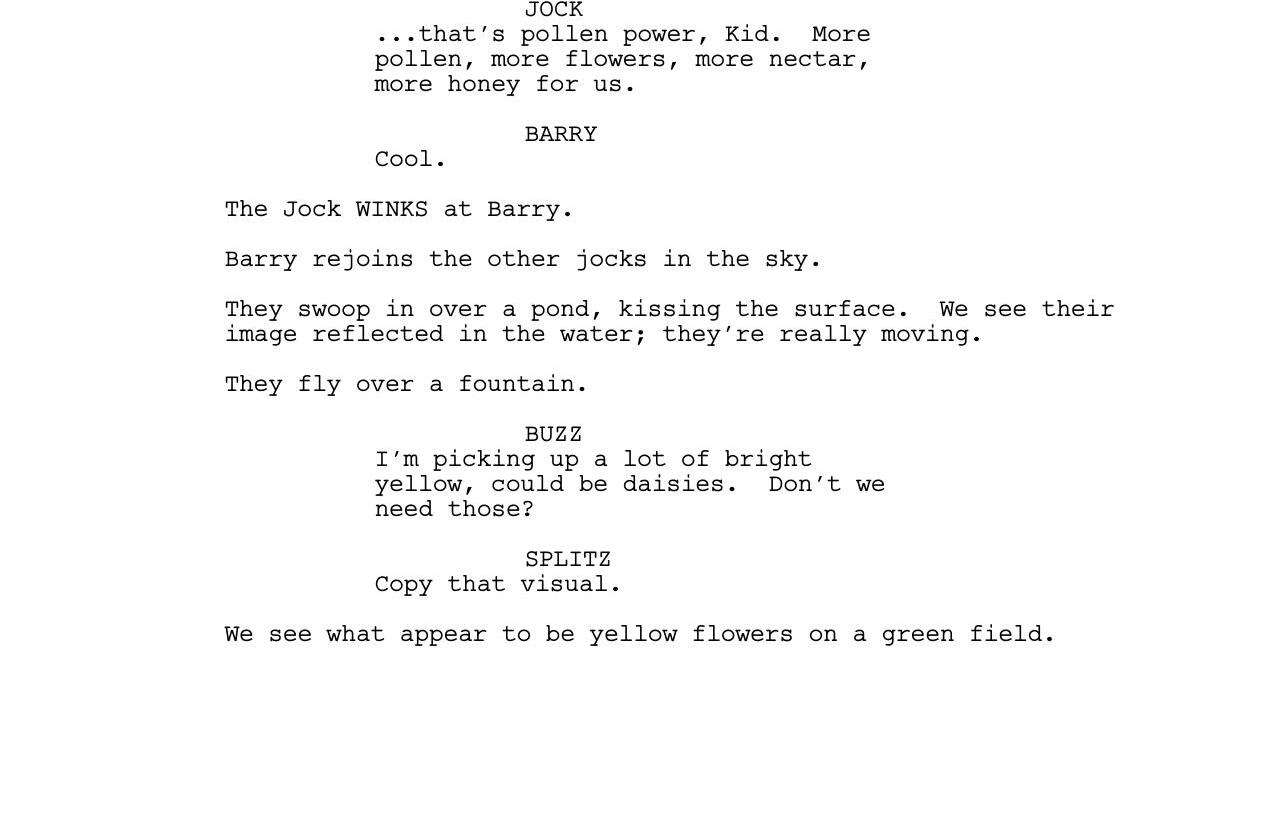 JOCK
...that's pollen power, Kid.  More
pollen, more flowers, more nectar,
more honey for us.
BARRY
Cool.
The Jock WINKS at Barry.
Barry rejoins the other jocks in the sky.
They swoop in over a pond, kissing the surface.  We see their
image reflected in the water; they're really moving.
They fly over a fountain.
BUZZ
I'm picking up a lot of bright
yellow, could be daisies.  Don't we
need those?
SPLITZ
Copy that visual.
We see what appear to be yellow flowers on a green field.